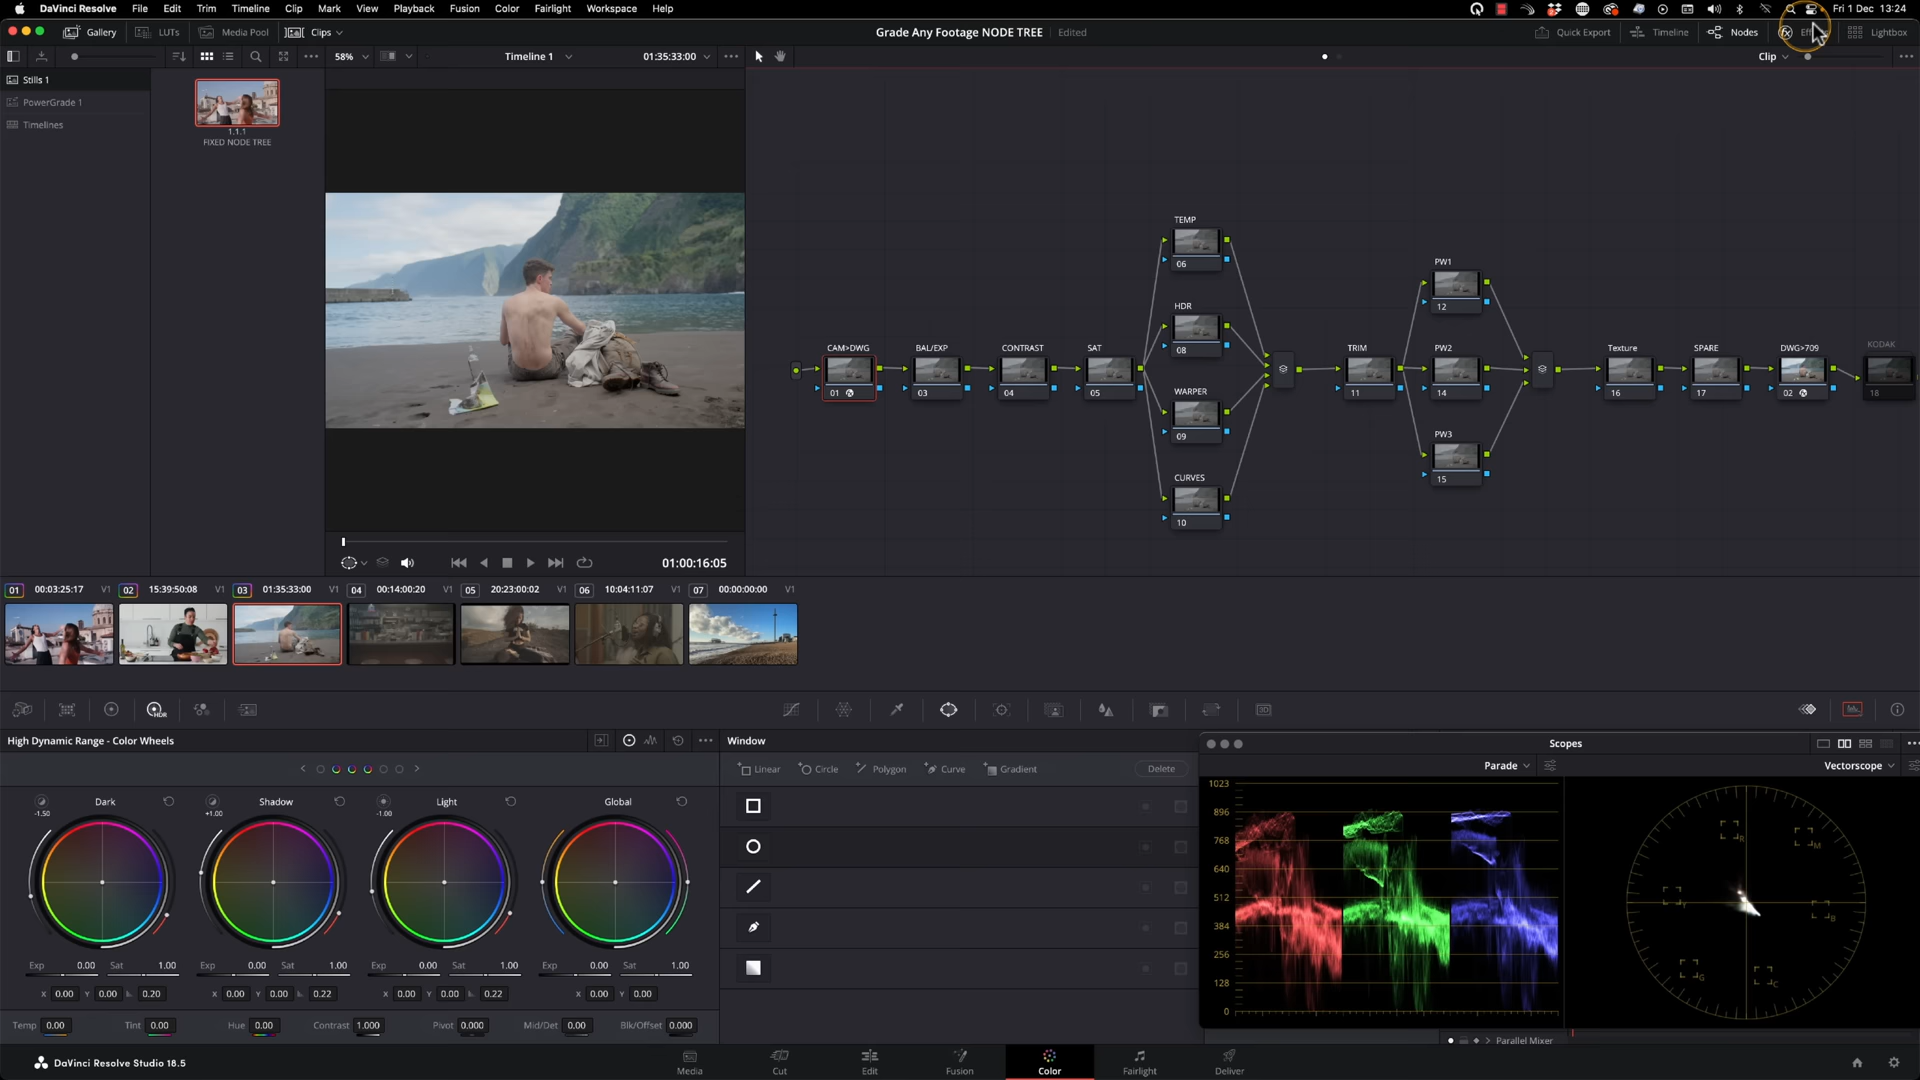 DaVinci Resolve File Edit Trim Timeline Clip Mark View Playback Fusion Color Fairlight Workspace Help Fri 1 Dec 13:24
Gallery LUTs Media Pool Clips Grade Any Footage NODE TREE Edited Quick Export Timeline Nodes Lightbox
58% Timeline 1 01:35:33:00 Clip
Stills 1
PowerGrade 1
Timelines
1.1.1
FIXED NODE TREE
TEMP
06
HDR
08
WARPER
09
CURVES
10
CAM>DWG
01
BAL/EXP
03
CONTRAST
04
SAT
05
TRIM
11
PW1
12
PW2
14
PW3
15
Texture
16
SPARE
17
DWG>709
02
KODAK
18
01:00:16:05
01 00:03:25:17 V1 02 15:39:50:08 V1 03 01:35:33:00 V1 04 00:14:00:20 V1 05 20:23:00:02 V1 06 10:04:11:07 V1 07 00:00:00:00 V1
HDR
3D
High Dynamic Range - Color Wheels
Dark Shadow Light Global
-1.50 +1.00 -1.00
Exp 0.00 Sat 1.00 Exp 0.00 Sat 1.00 Exp 0.00 Sat 1.00 Exp 0.00 Sat 1.00
X 0.00 Y 0.00 0.20 X 0.00 Y 0.00 0.22 X 0.00 Y 0.00 0.22 X 0.00 Y 0.00
Temp 0.00 Tint 0.00 Hue 0.00 Contrast 1.000 Pivot 0.000 Mid/Det 0.00 Blk/Offset 0.000
Window
Linear Circle Polygon Curve Gradient Delete
Scopes
Parade Vectorscope
1023
896
768
640
512
384
256
128
0
R
M
Y
B
G
C
Parallel Mixer
DaVinci Resolve Studio 18.5
Media Cut Edit Fusion Color Fairlight Deliver